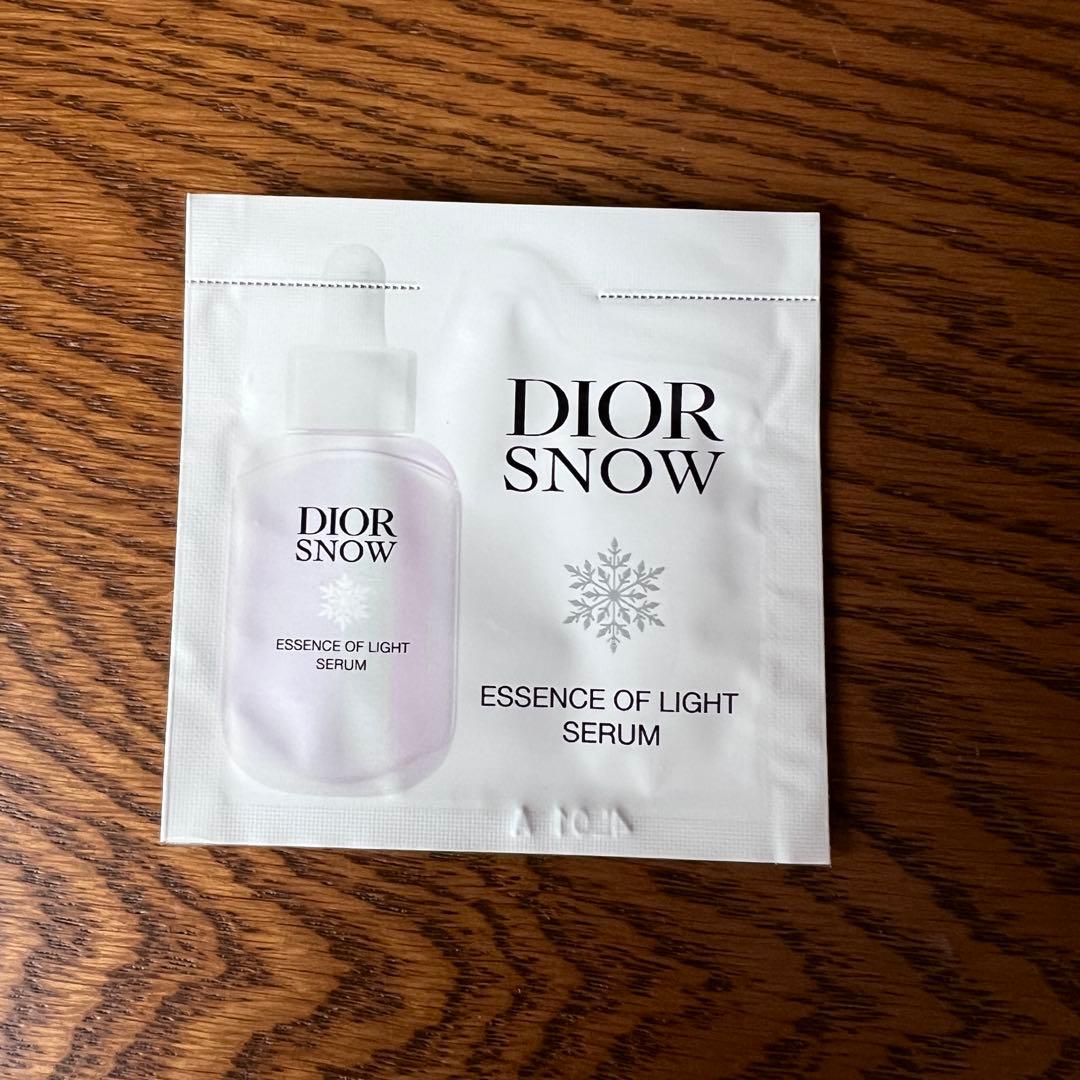 DIOR
SNOW
ESSENCE OF LIGHT
SERUM
DIOR
SNOW
ESSENCE OF LIGHT
SERUM